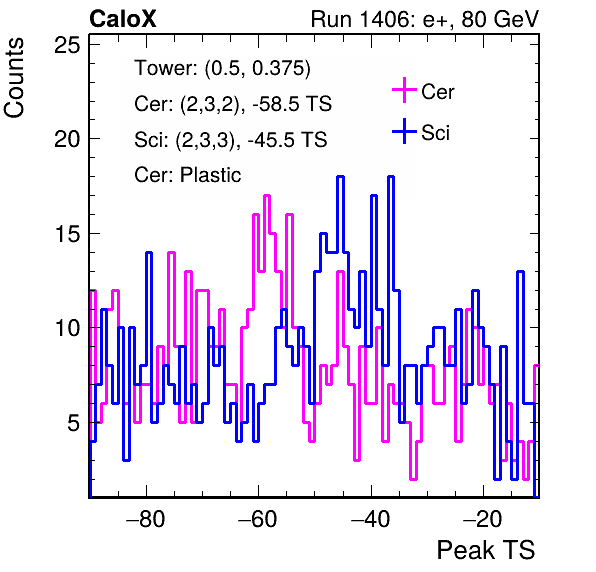 CaloX Run 1406: e+, 80 GeV
Counts
25
20
15
10
5
Tower: (0.5, 0.375)
Cer: (2,3,2), -58.5 TS
Sci: (2,3,3), -45.5 TS
Cer: Plastic
Cer
Sci
−80 −60 −40 −20
Peak TS